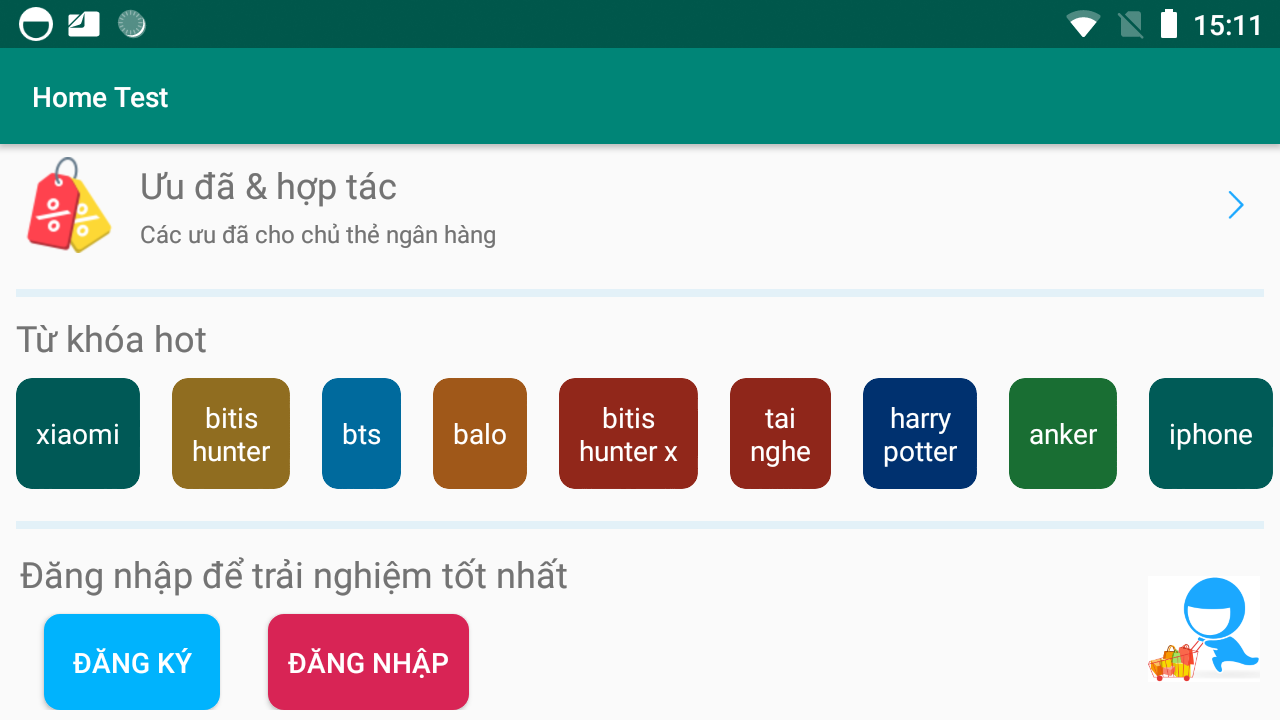 15:11
Home Test
Ưu đã & hợp tác
Các ưu đã cho chủ thẻ ngân hàng
Từ khóa hot
xiaomi
bitis
hunter
bts
balo
bitis
hunter x
tai
nghe
harry
potter
anker
iphone
Đăng nhập để trải nghiệm tốt nhất
ĐĂNG KÝ
ĐĂNG NHẬP